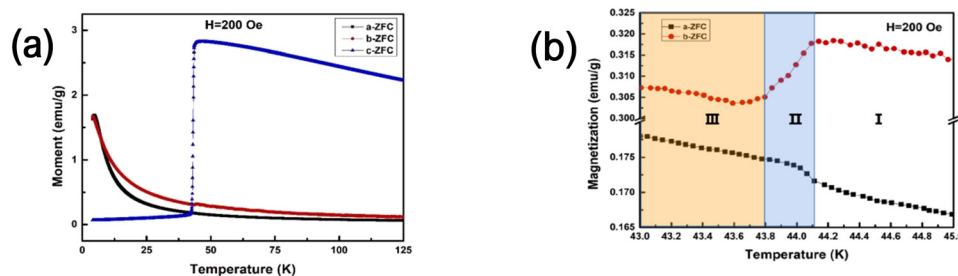 (a)
H=200 Oe
a-ZFC
b-ZFC
c-ZFC
Moment (emu/g)
3
2
1
0
0 25 50 75 100 125
Temperature (K)
(b)
H=200 Oe
a-ZFC
b-ZFC
Magnetization (emu/g)
0.325
0.320
0.315
0.310
0.305
0.300
0.175
0.170
0.165
III II I
43.0 43.2 43.4 43.6 43.8 44.0 44.2 44.4 44.6 44.8 45.0
Temperature (K)